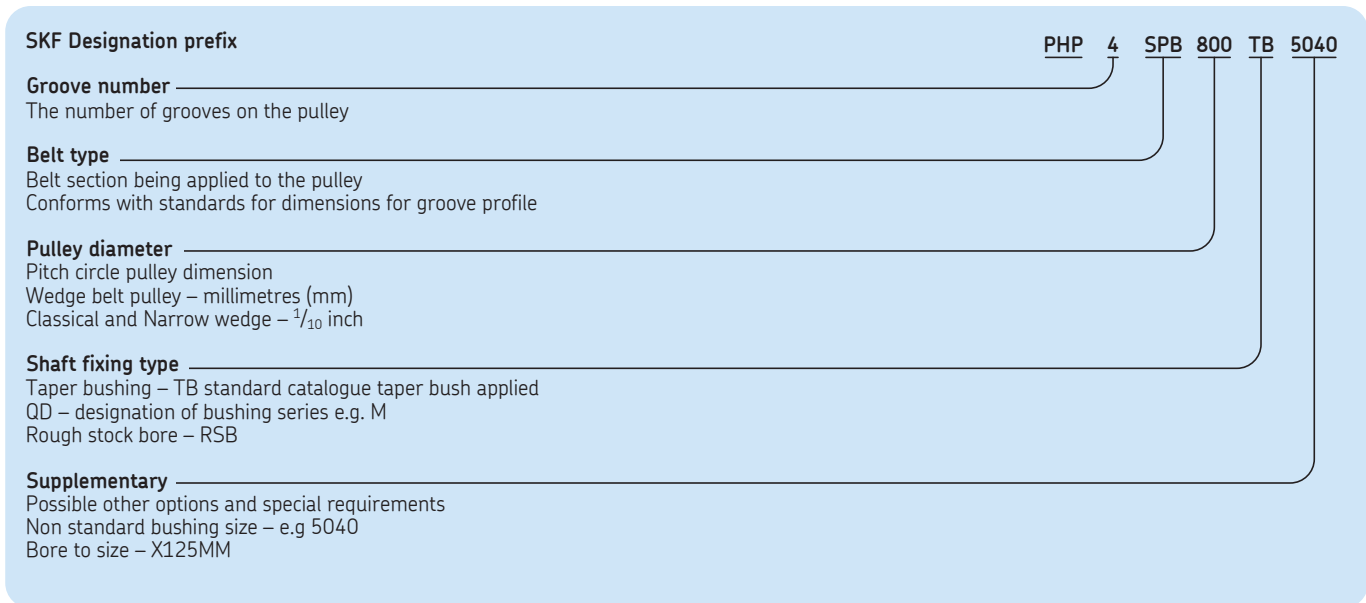 SKF Designation prefix
PHP 4 SPB 800 TB 5040
Groove number
The number of grooves on the pulley
Belt type
Belt section being applied to the pulley
Conforms with standards for dimensions for groove profile
Pulley diameter
Pitch circle pulley dimension
Wedge belt pulley – millimetres (mm)
Classical and Narrow wedge – 1/10 inch
Shaft fixing type
Taper bushing – TB standard catalogue taper bush applied
QD – designation of bushing series e.g. M
Rough stock bore – RSB
Supplementary
Possible other options and special requirements
Non standard bushing size – e.g 5040
Bore to size – X125MM